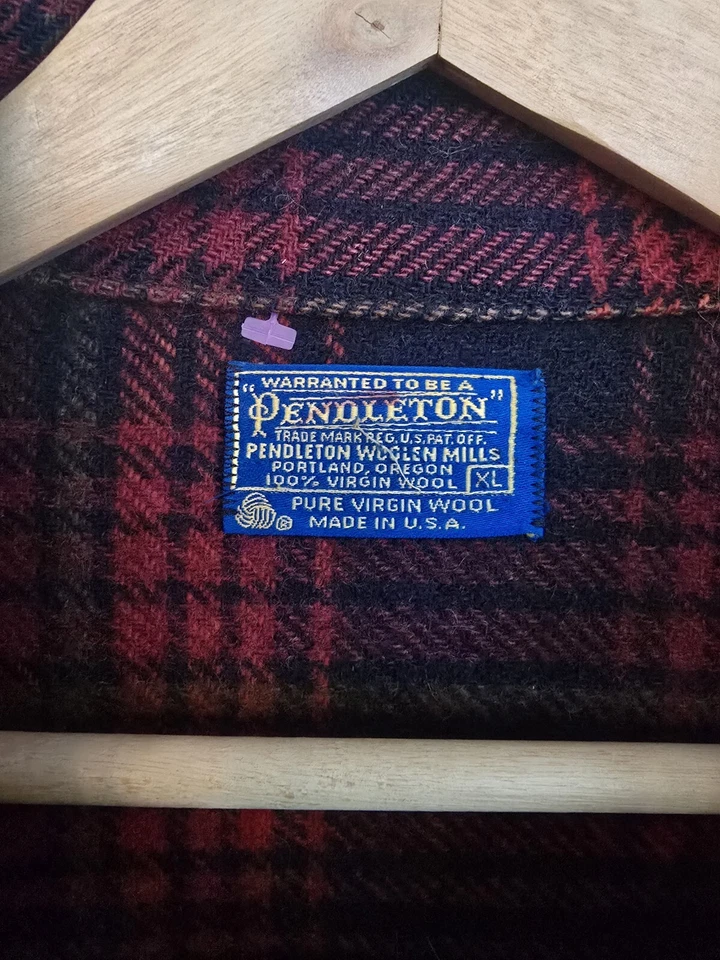 WARRANTED TO BE A
"PENDLETON"
TRADE MARK REG. U.S. PAT. OFF.
PENDLETON WOOLEN MILLS
PORTLAND, OREGON
100% VIRGIN WOOL XL
® PURE VIRGIN WOOL
MADE IN U.S.A.